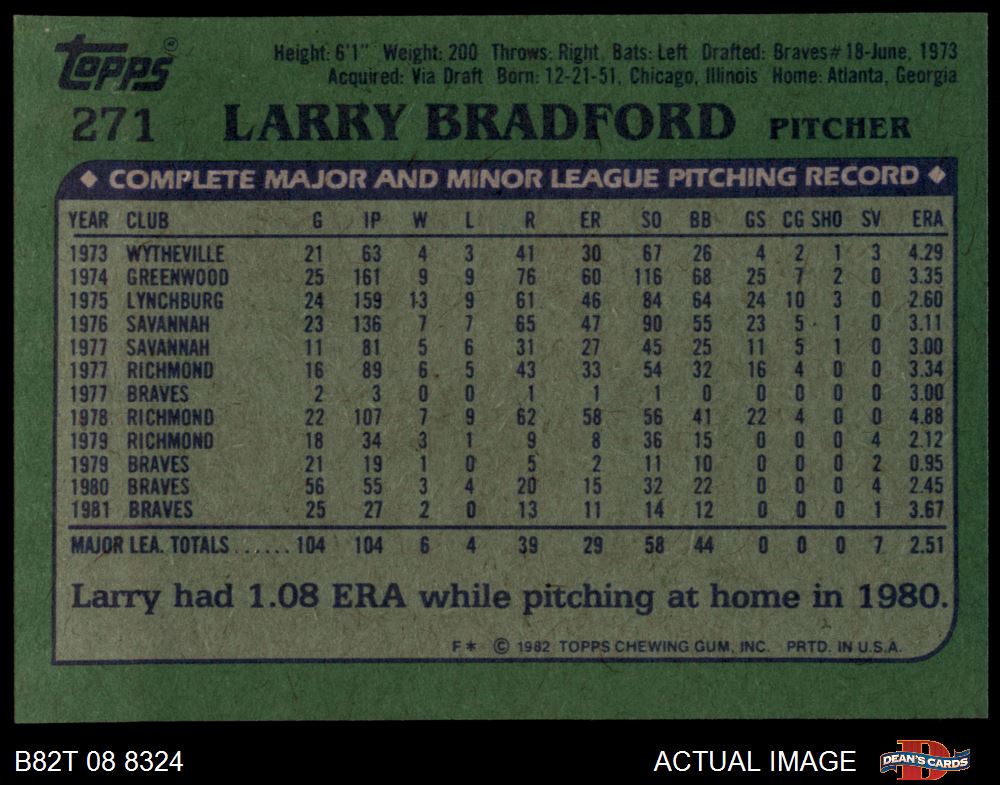 TOPPS®
Height: 6'1" Weight: 200 Throws: Right, Bats: Left Drafted: Braves#18-June, 1973
Acquired: Via Draft Born: 12-21-51, Chicago, Illinois Home: Atlanta, Georgia
271 LARRY BRADFORD PITCHER
◆ COMPLETE MAJOR AND MINOR LEAGUE PITCHING RECORD ◆
YEAR CLUB G IP W L R ER SO BB GS CG SHO SV ERA
1973 WYTHEVILLE 21 63 4 3 41 30 67 26 4 2 1 3 4.29
1974 GREENWOOD 25 161 9 9 76 60 116 68 25 7 2 0 3.35
1975 LYNCHBURG 24 159 13 9 61 46 84 64 24 10 3 0 2.60
1976 SAVANNAH 23 136 7 7 65 47 90 55 23 5 1 0 3.11
1977 SAVANNAH 11 81 5 6 31 27 45 25 11 5 1 0 3.00
1977 RICHMOND 16 89 6 5 43 33 54 32 16 4 0 0 3.34
1977 BRAVES 2 3 0 0 1 1 1 0 0 0 0 0 3.00
1978 RICHMOND 22 107 7 9 62 58 56 41 22 4 0 0 4.88
1979 RICHMOND 18 34 3 1 9 8 36 15 0 0 0 4 2.12
1979 BRAVES 21 19 1 0 5 2 11 10 0 0 0 2 0.95
1980 BRAVES 56 55 3 4 20 15 32 22 0 0 0 4 2.45
1981 BRAVES 25 27 2 0 13 11 14 12 0 0 0 1 3.67
MAJOR LEA. TOTALS......104 104 6 4 39 29 58 44 0 0 0 7 2.51
Larry had 1.08 ERA while pitching at home in 1980.
F* © 1982 TOPPS CHEWING GUM, INC. PRTD. IN U.S.A.
B82T 08 8324 ACTUAL IMAGE D DEAN'S CARDS